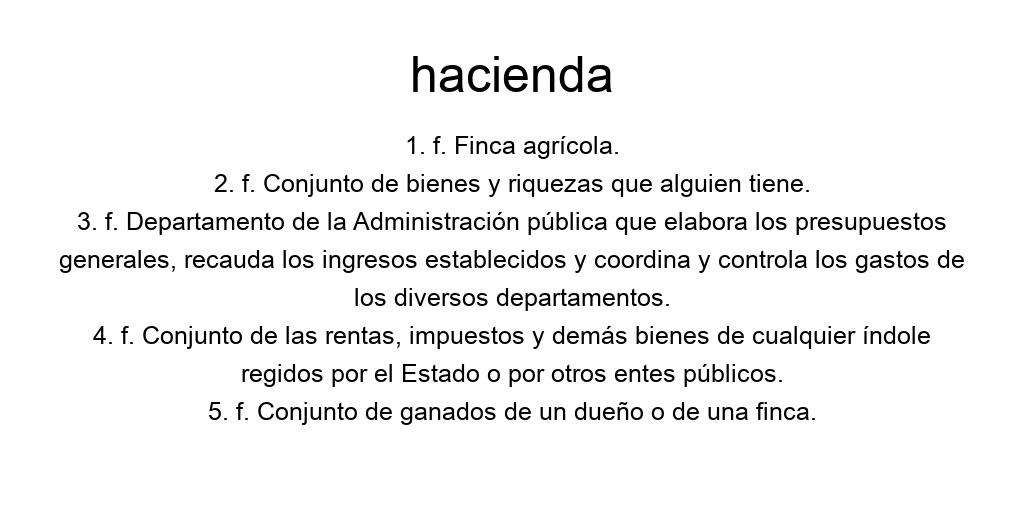 hacienda
1. f. Finca agrícola.
2. f. Conjunto de bienes y riquezas que alguien tiene.
3. f. Departamento de la Administración pública que elabora los presupuestos
generales, recauda los ingresos establecidos y coordina y controla los gastos de
los diversos departamentos.
4. f. Conjunto de las rentas, impuestos y demás bienes de cualquier índole
regidos por el Estado o por otros entes públicos.
5. f. Conjunto de ganados de un dueño o de una finca.